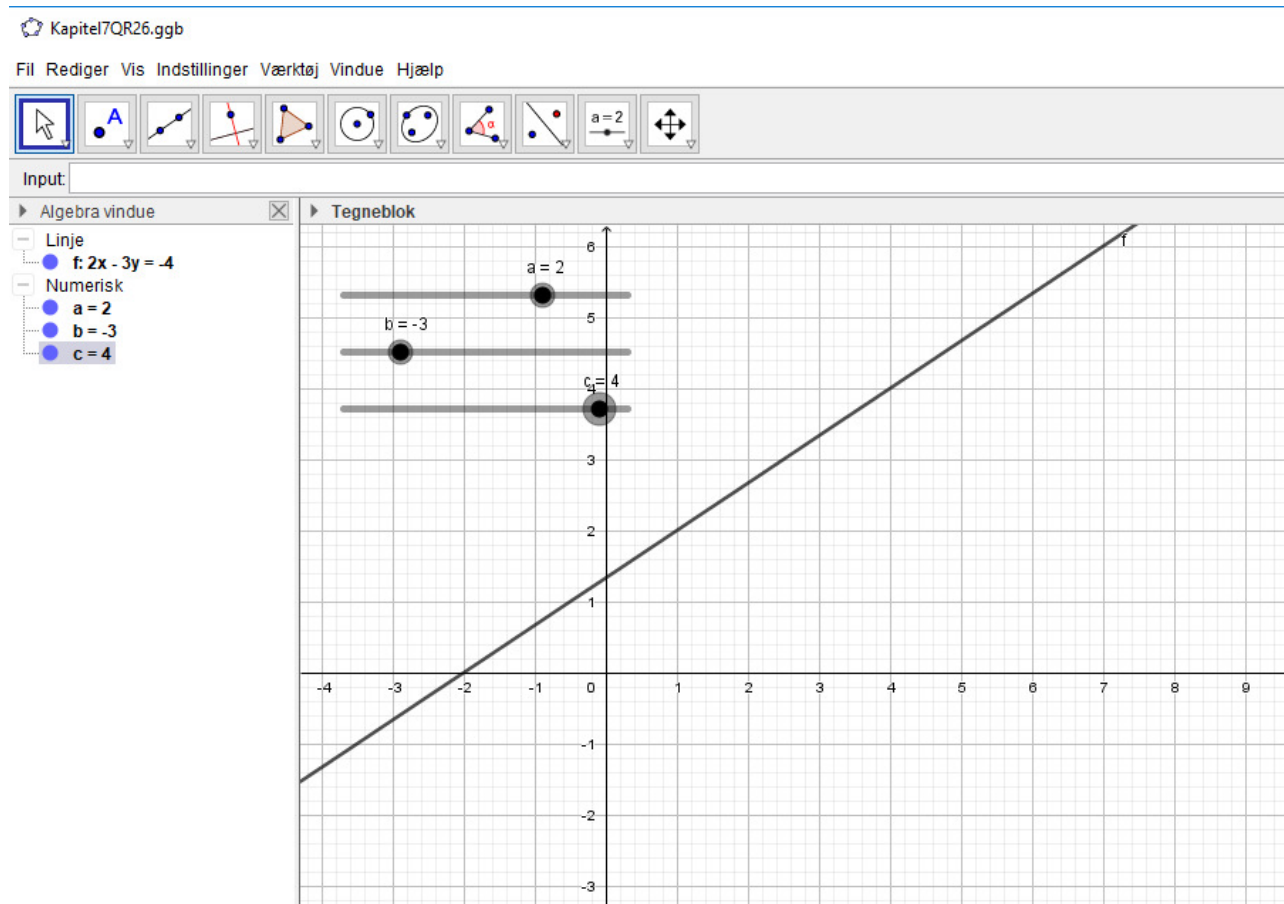 Kapitel7QR26.ggb
Fil Rediger Vis Indstillinger Værktøj Vindue Hjælp
A
α
a = 2
Input:
Algebra vindue
Tegneblok
Linje
f: 2x - 3y = -4
Numerisk
a = 2
b = -3
c = 4
a = 2
b = -3
c = 4
f
6
5
4
3
2
1
-4 -3 -2 -1 0 1 2 3 4 5 6 7 8 9
-1
-2
-3